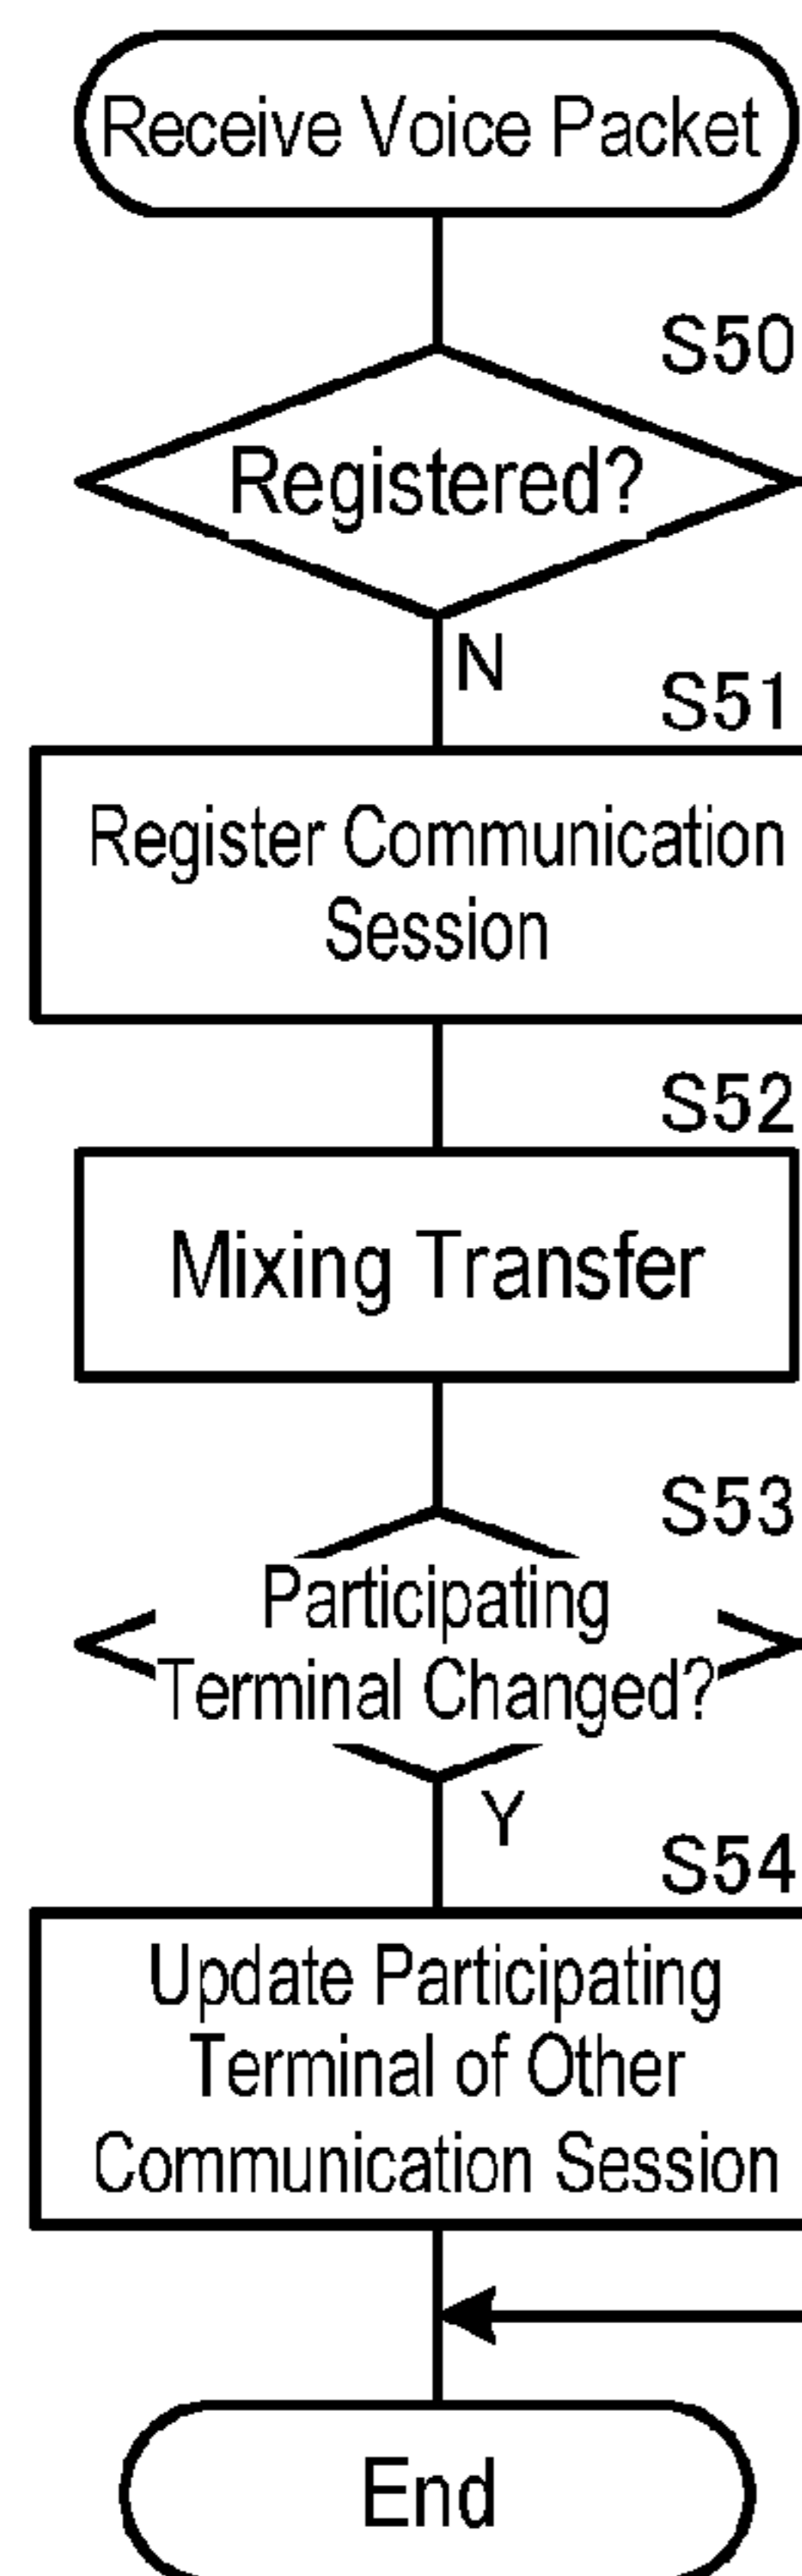 Receive Voice Packet
S50
Registered?
N
S51
Register Communication
Session
S52
Mixing Transfer
S53
Participating
Terminal Changed?
Y
S54
Update Participating
Terminal of Other
Communication Session
End